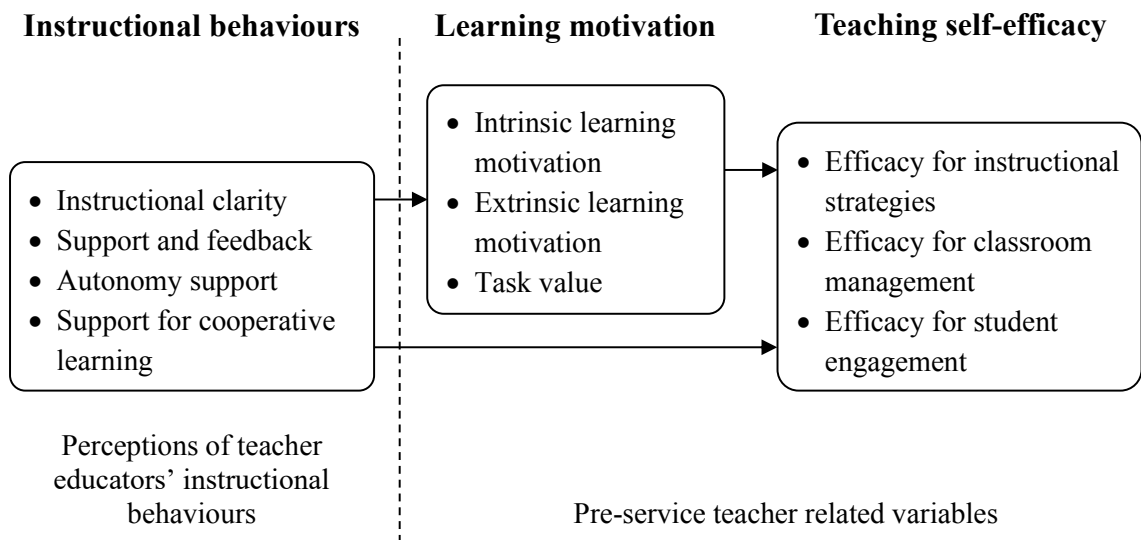 Instructional behaviours
Learning motivation
Teaching self-efficacy
• Instructional clarity
• Support and feedback
• Autonomy support
• Support for cooperative
learning
• Intrinsic learning
motivation
• Extrinsic learning
motivation
• Task value
• Efficacy for instructional
strategies
• Efficacy for classroom
management
• Efficacy for student
engagement
Perceptions of teacher
educators’ instructional
behaviours
Pre-service teacher related variables